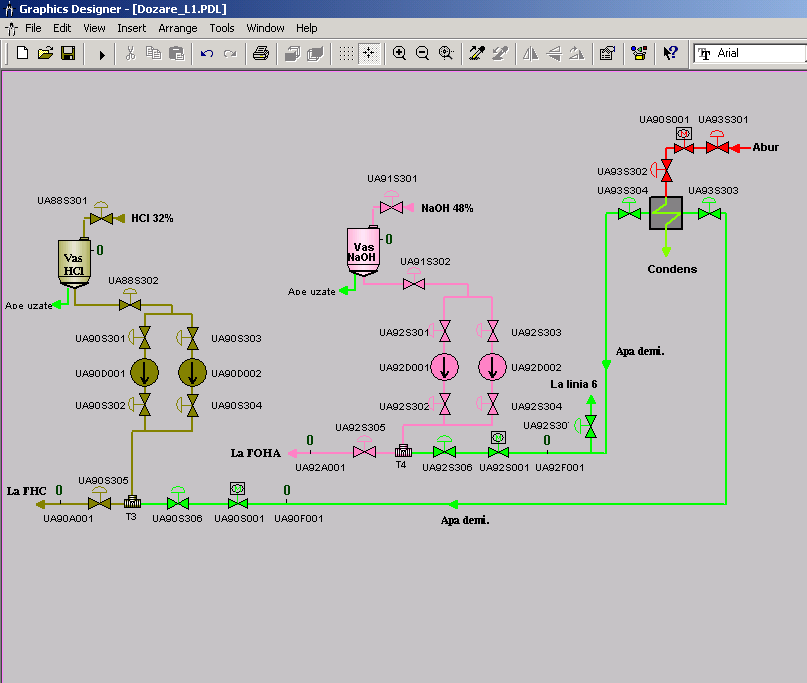 Graphics Designer - [Dozare_L1.PDL]
File Edit View Insert Arrange Tools Window Help
Arial
UA90S001 UA93S301
Abur
UA93S302
UA93S304 UA93S303
Condens
UA91S301
NaOH 48%
UA88S301
HCl 32%
Vas
HCl
0
Vas
NaOH
0
UA88S302
UA91S302
Ape uzate
Ape uzate
UA90S301 UA90S303
UA92S301 UA92S303
UA90D001 UA90D002
UA92D001 UA92D002
UA90S302 UA90S304
UA92S302 UA92S304
Apa demi.
La linia 6
UA92S30
UA92S305
0
0
La FOHA
UA92A001
T4
UA92S306 UA92S001 UA92F001
UA90S305
La FHC
0
0
UA90A001
T3
UA90S306 UA90S001 UA90F001
Apa demi.